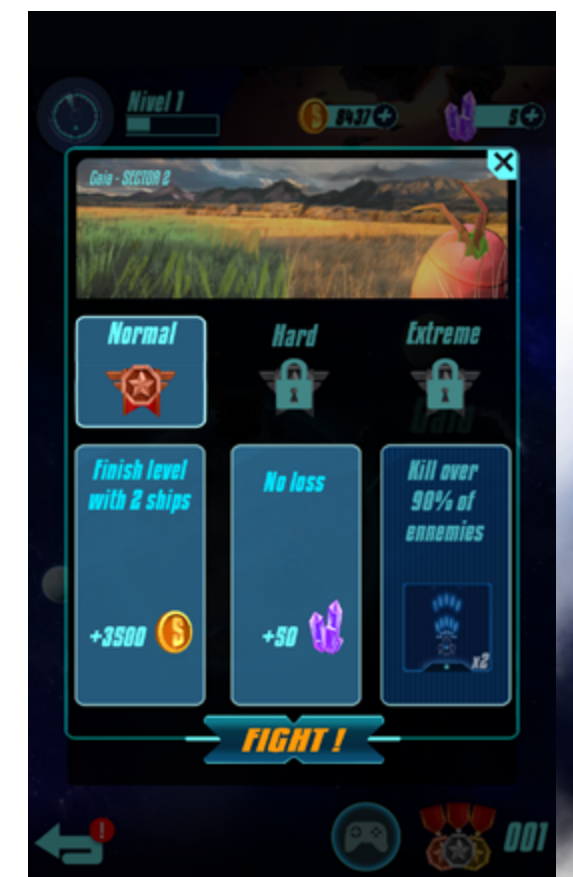 Nivel 1
8437
5
Gaia - SECTOR 2
Normal
Hard
Extreme
Finish level
with 2 ships
No loss
Kill over
90% of
ennemies
+3500
+50
x2
FIGHT !
001